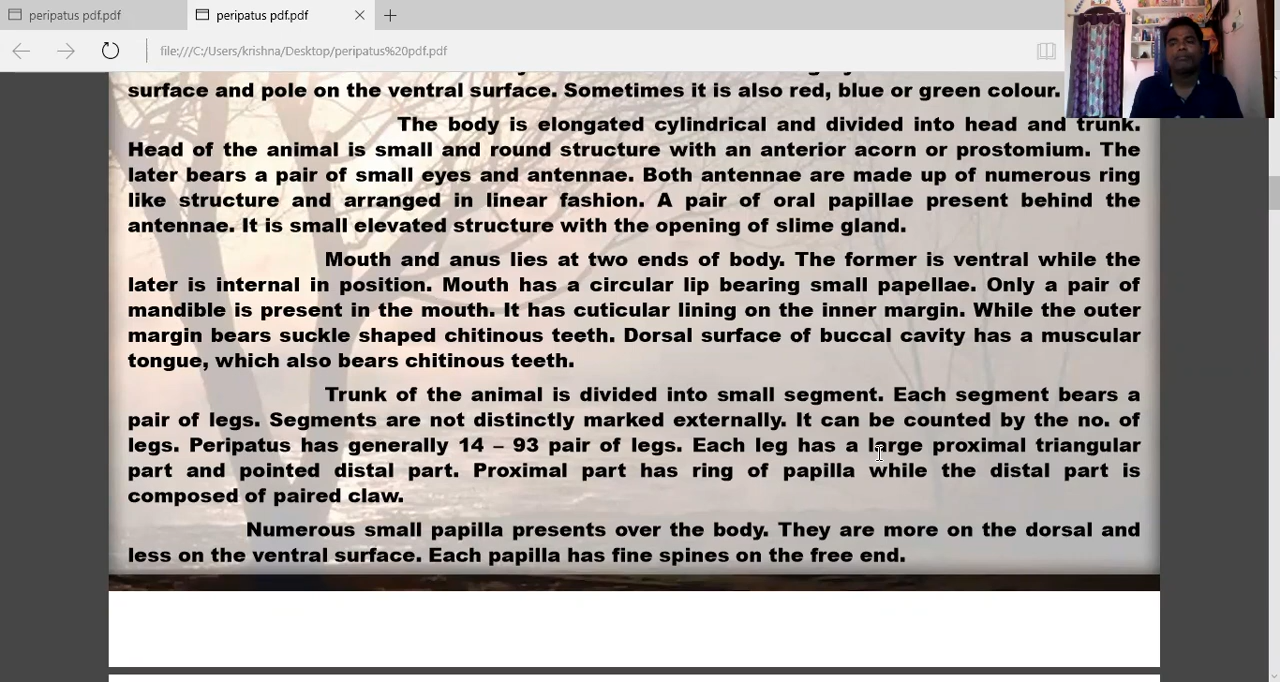 peripatus pdf.pdf
peripatus pdf.pdf
file:///C:/Users/krishna/Desktop/peripatus%20pdf.pdf
surface and pole on the ventral surface. Sometimes it is also red, blue or green colour.
The body is elongated cylindrical and divided into head and trunk.
Head of the animal is small and round structure with an anterior acorn or prostomium. The
later bears a pair of small eyes and antennae. Both antennae are made up of numerous ring
like structure and arranged in linear fashion. A pair of oral papillae present behind the
antennae. It is small elevated structure with the opening of slime gland.
Mouth and anus lies at two ends of body. The former is ventral while the
later is internal in position. Mouth has a circular lip bearing small papellae. Only a pair of
mandible is present in the mouth. It has cuticular lining on the inner margin. While the outer
margin bears suckle shaped chitinous teeth. Dorsal surface of buccal cavity has a muscular
tongue, which also bears chitinous teeth.
Trunk of the animal is divided into small segment. Each segment bears a
pair of legs. Segments are not distinctly marked externally. It can be counted by the no. of
legs. Peripatus has generally 14 – 93 pair of legs. Each leg has a large proximal triangular
part and pointed distal part. Proximal part has ring of papilla while the distal part is
composed of paired claw.
Numerous small papilla presents over the body. They are more on the dorsal and
less on the ventral surface. Each papilla has fine spines on the free end.